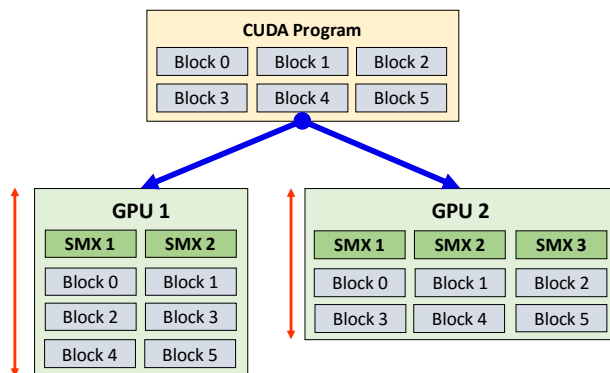 CUDA Program
Block 0 Block 1 Block 2
Block 3 Block 4 Block 5
GPU 1
SMX 1 SMX 2
Block 0 Block 1
Block 2 Block 3
Block 4 Block 5
GPU 2
SMX 1 SMX 2 SMX 3
Block 0 Block 1 Block 2
Block 3 Block 4 Block 5